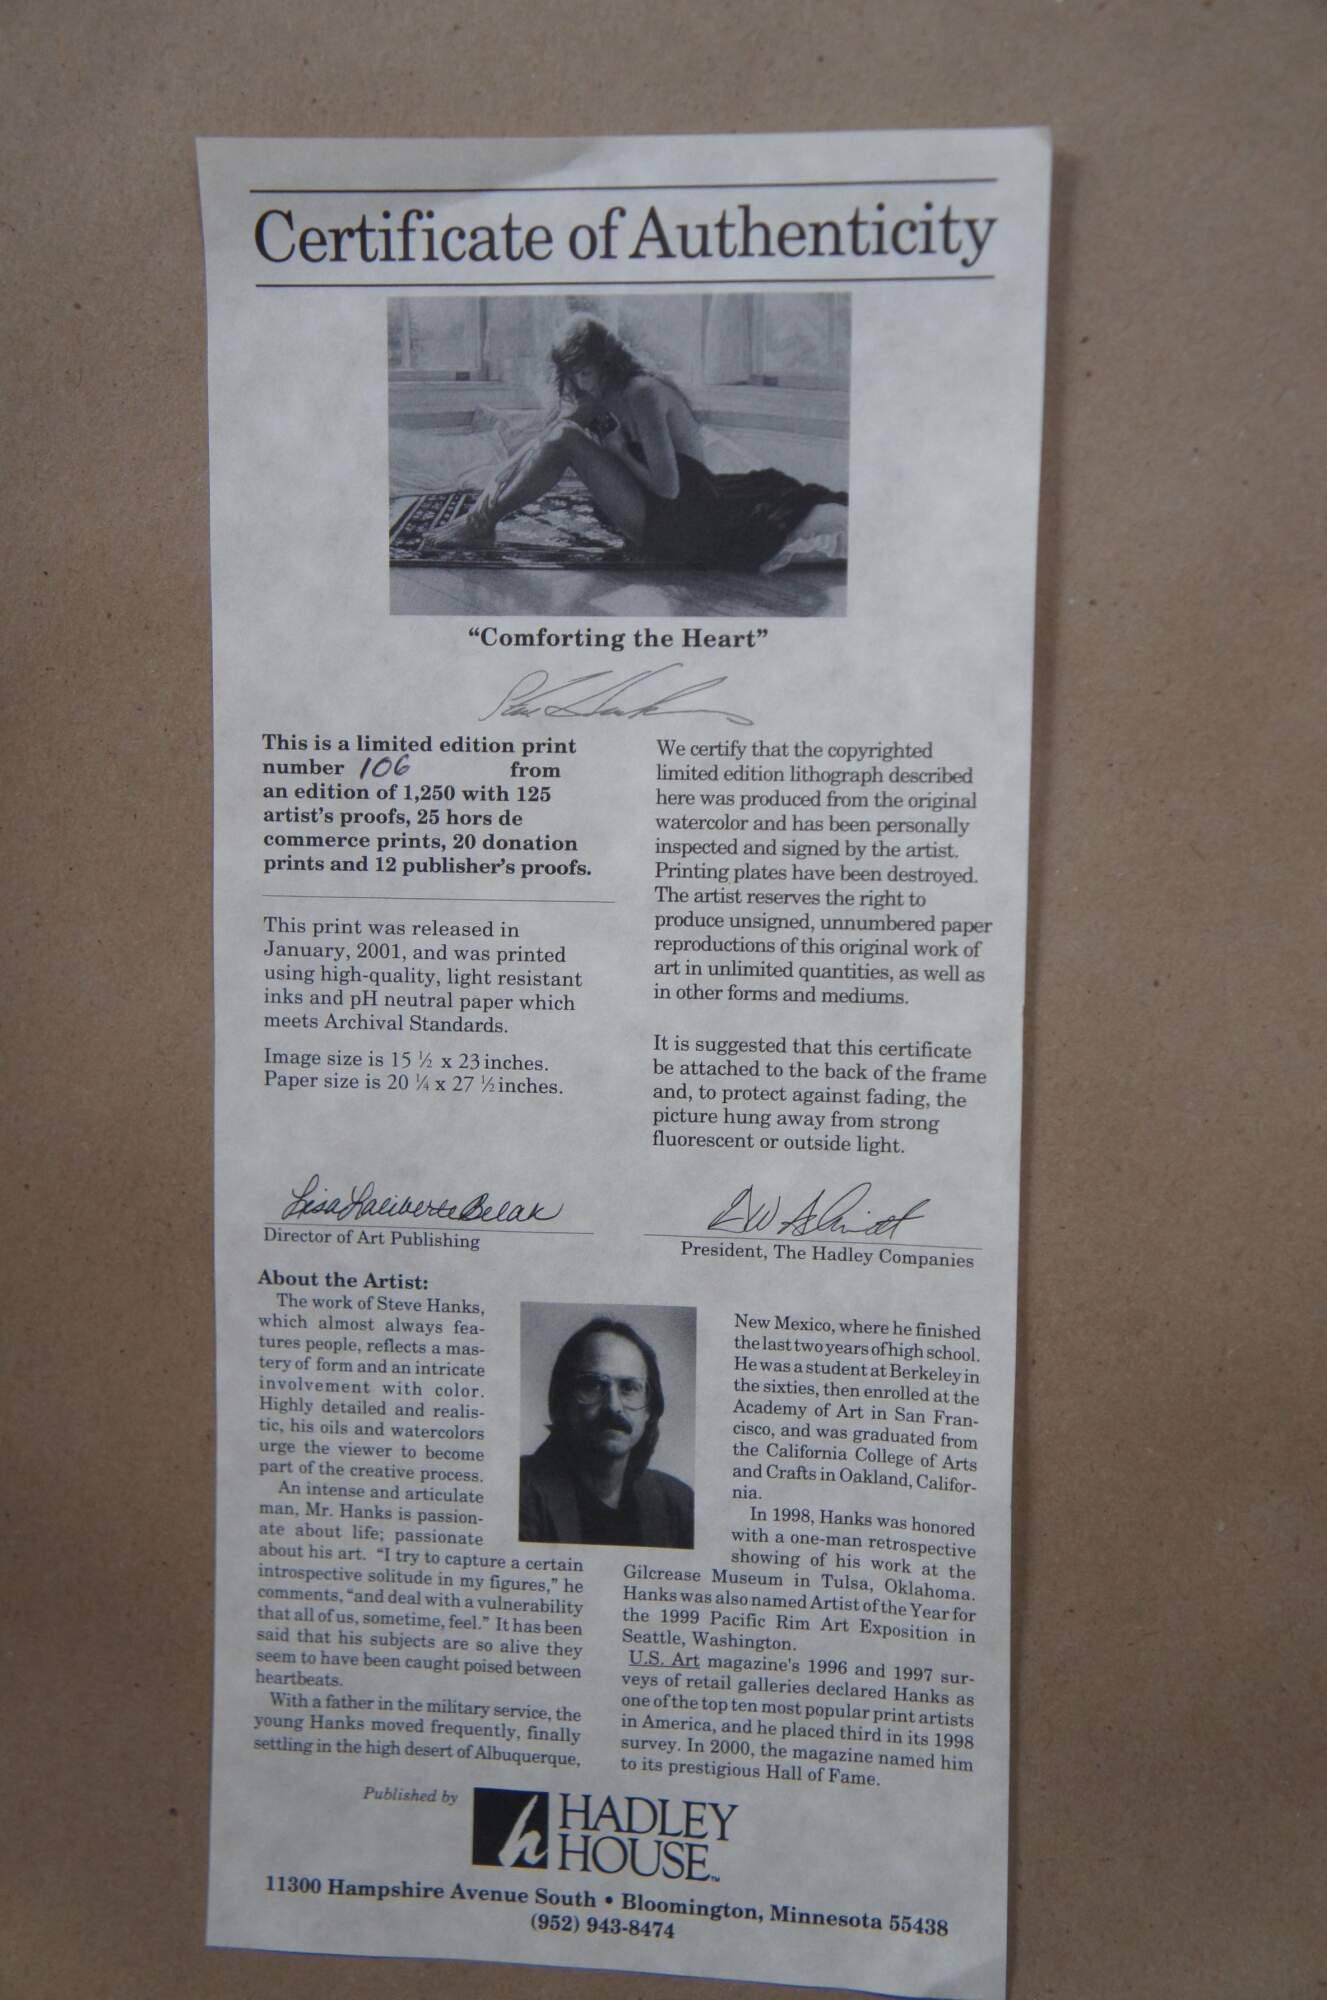 Certificate of Authenticity
“Comforting the Heart”
Steve Hanks
This is a limited edition print
number 106 from
an edition of 1,250 with 125
artist's proofs, 25 hors de
commerce prints, 20 donation
prints and 12 publisher's proofs.
This print was released in
January, 2001, and was printed
using high-quality, light resistant
inks and pH neutral paper which
meets Archival Standards.
Image size is 15 ½ x 23 inches.
Paper size is 20 ¼ x 27 ½ inches.
We certify that the copyrighted
limited edition lithograph described
here was produced from the original
watercolor and has been personally
inspected and signed by the artist.
Printing plates have been destroyed.
The artist reserves the right to
produce unsigned, unnumbered paper
reproductions of this original work of
art in unlimited quantities, as well as
in other forms and mediums.
It is suggested that this certificate
be attached to the back of the frame
and, to protect against fading, the
picture hung away from strong
fluorescent or outside light.
Lisa Laliberte Belak
Director of Art Publishing
President, The Hadley Companies
About the Artist:
The work of Steve Hanks,
which almost always fea-
tures people, reflects a mas-
tery of form and an intricate
involvement with color.
Highly detailed and realis-
tic, his oils and watercolors
urge the viewer to become
part of the creative process.
An intense and articulate
man, Mr. Hanks is passion-
ate about life; passionate
about his art. “I try to capture a certain
introspective solitude in my figures,” he
comments, “and deal with a vulnerability
that all of us, sometime, feel.” It has been
said that his subjects are so alive they
seem to have been caught poised between
heartbeats.
With a father in the military service, the
young Hanks moved frequently, finally
settling in the high desert of Albuquerque,
New Mexico, where he finished
the last two years of high school.
He was a student at Berkeley in
the sixties, then enrolled at the
Academy of Art in San Fran-
cisco, and was graduated from
the California College of Arts
and Crafts in Oakland, Califor-
nia.
In 1998, Hanks was honored
with a one-man retrospective
showing of his work at the
Gilcrease Museum in Tulsa, Oklahoma.
Hanks was also named Artist of the Year for
the 1999 Pacific Rim Art Exposition in
Seattle, Washington.
U.S. Art magazine's 1996 and 1997 sur-
veys of retail galleries declared Hanks as
one of the top ten most popular print artists
in America, and he placed third in its 1998
survey. In 2000, the magazine named him
to its prestigious Hall of Fame.
Published by
h HADLEY
HOUSE™
11300 Hampshire Avenue South • Bloomington, Minnesota 55438
(952) 943-8474